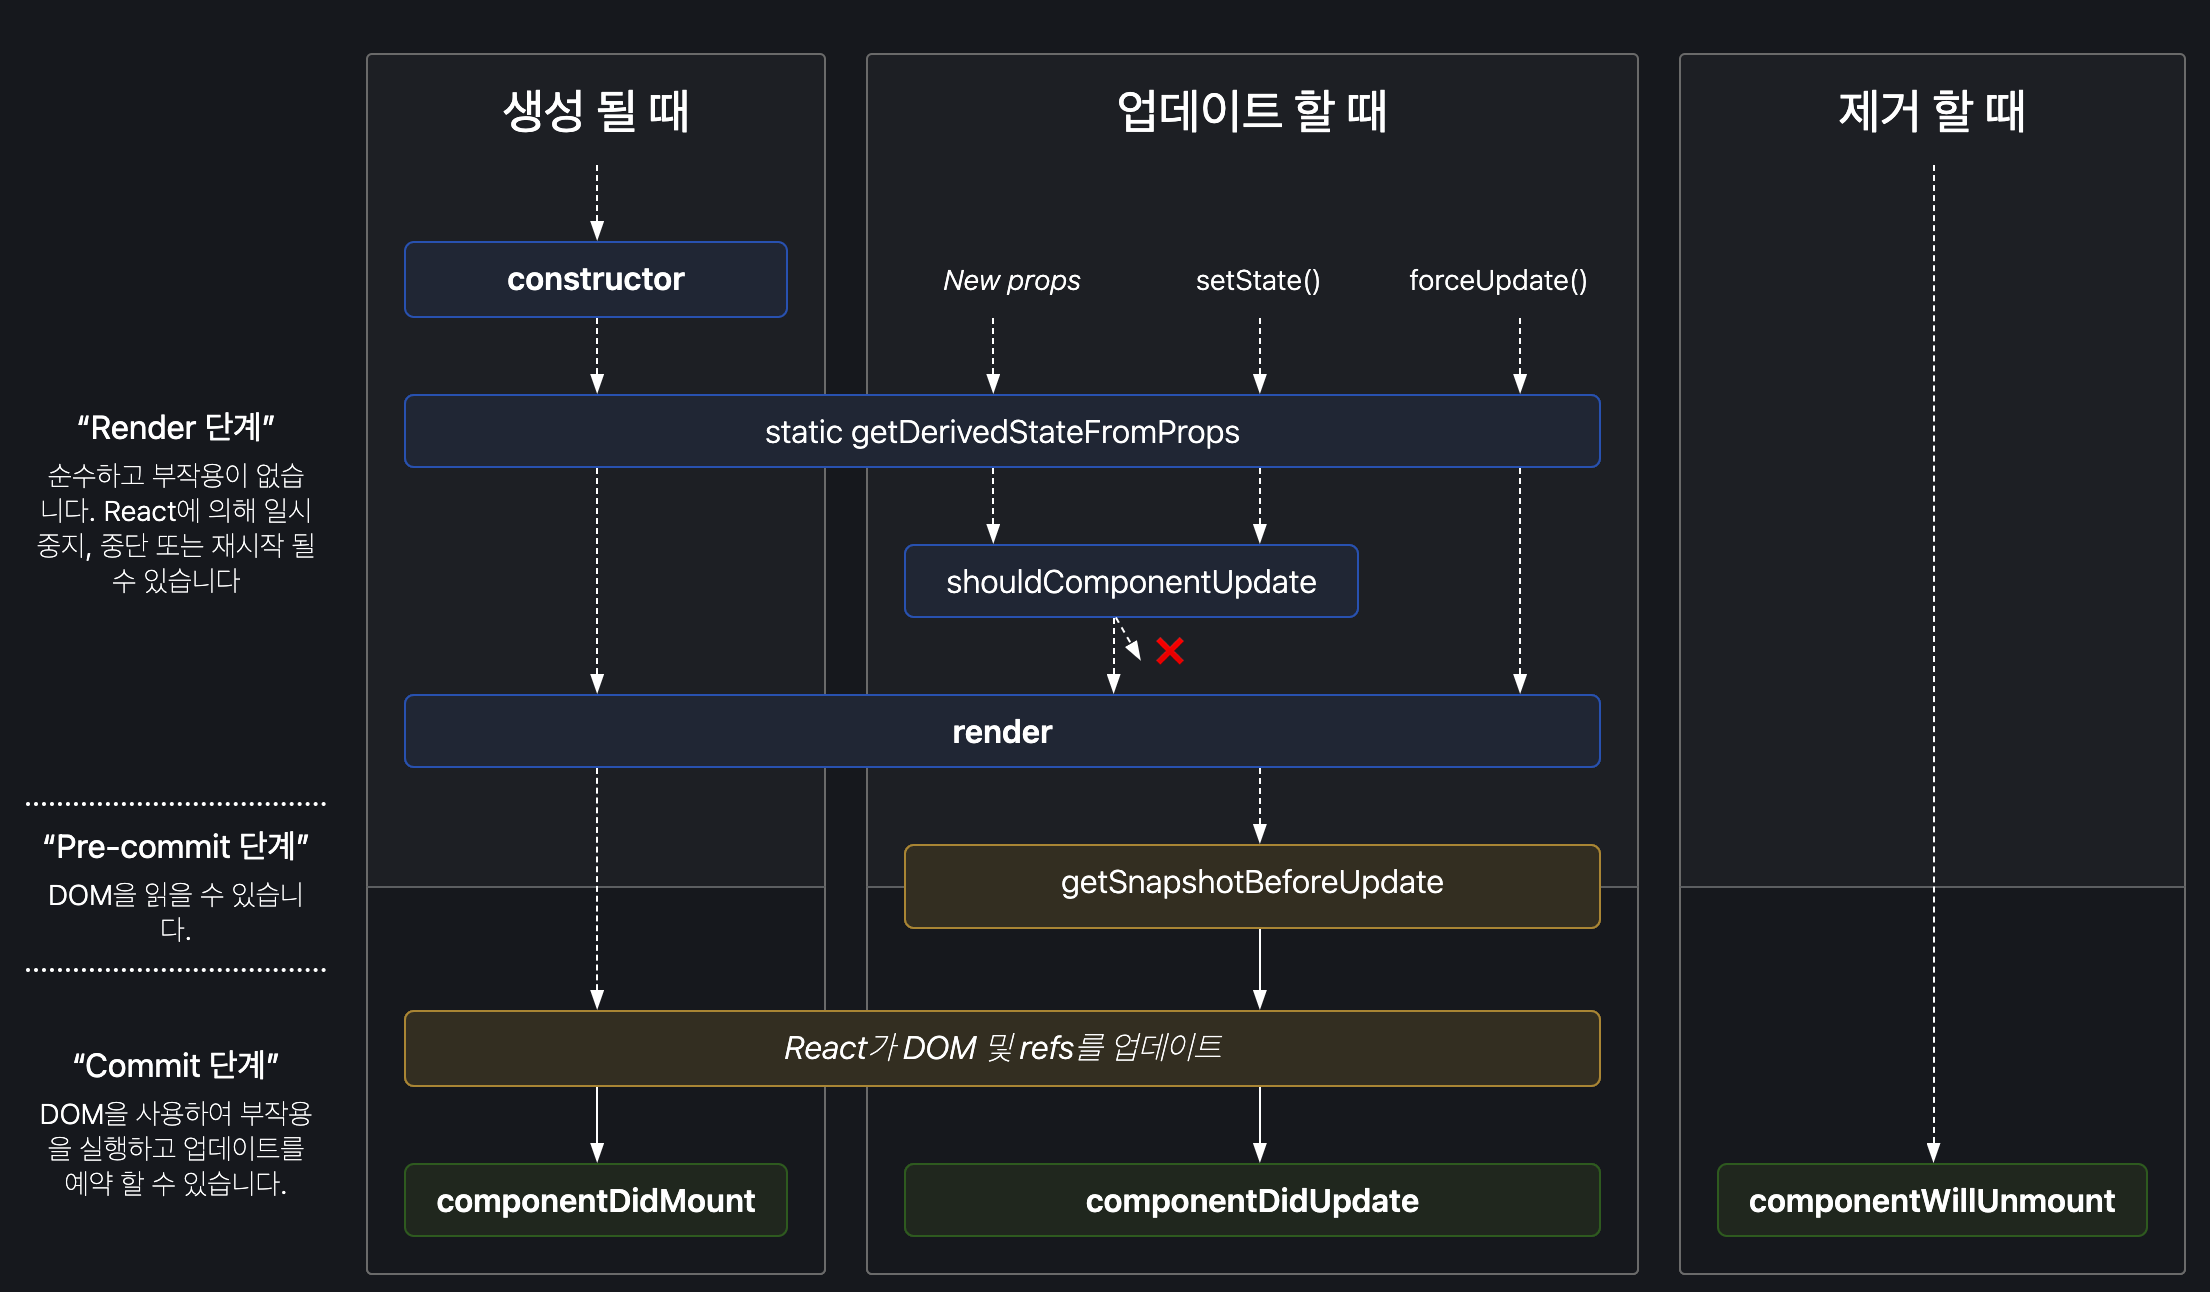 생성 될 때
업데이트 할 때
제거 할 때
constructor
New props
setState()
forceUpdate()
“Render 단계”
순수하고 부작용이 없습
니다. React에 의해 일시
중지, 중단 또는 재시작 될
수 있습니다
static getDerivedStateFromProps
shouldComponentUpdate
render
“Pre-commit 단계”
DOM을 읽을 수 있습니
다.
getSnapshotBeforeUpdate
“Commit 단계”
DOM을 사용하여 부작용
을 실행하고 업데이트를
예약 할 수 있습니다.
React가 DOM 및 refs를 업데이트
componentDidMount
componentDidUpdate
componentWillUnmount